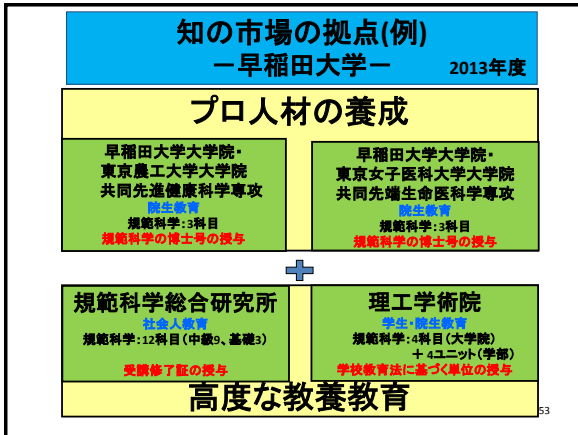 知の市場の拠点(例)
－早稲田大学－ 2013年度
プロ人材の養成
早稲田大学大学院・
東京農工大学大学院
共同先進健康科学専攻
院生教育
規範科学:3科目
規範科学の博士号の授与
早稲田大学大学院・
東京女子医科大学大学院
共同先端生命医科学専攻
院生教育
規範科学:3科目
規範科学の博士号の授与
規範科学総合研究所
社会人教育
規範科学:12科目(中級9、基礎3)
受講修了証の授与
理工学術院
学生・院生教育
規範科学:4科目(大学院)
＋4ユニット(学部)
学校教育法に基づく単位の授与
高度な教養教育
53